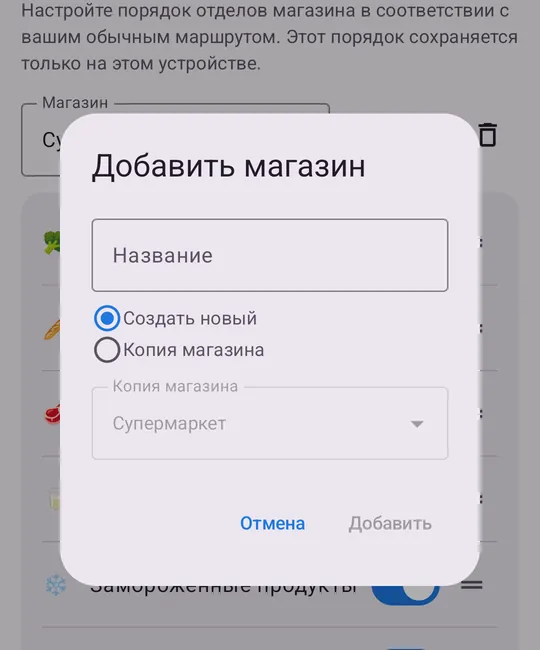 Настройте порядок отделов магазина в соответствии с
вашим обычным маршрутом. Этот порядок сохраняется
только на этом устройстве.
Магазин
Су
Добавить магазин
Название
Создать новый
Копия магазина
Копия магазина
Супермаркет
Отмена
Добавить
Замороженные продукты